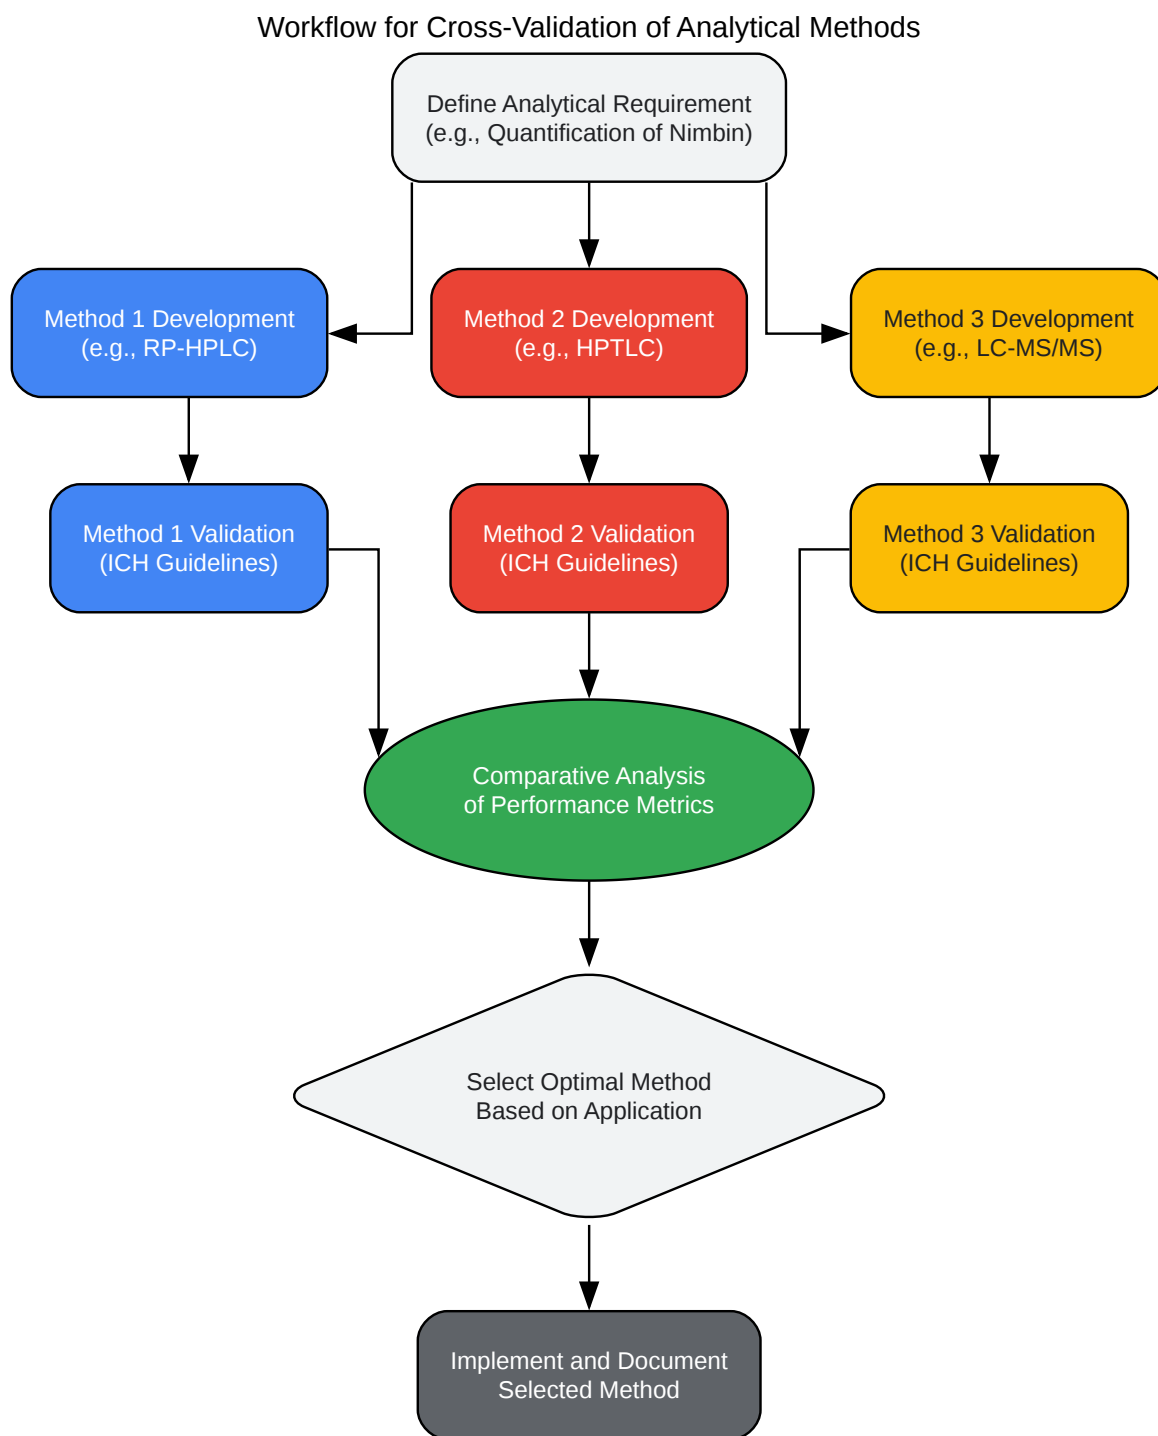 Workflow for Cross-Validation of Analytical Methods
Define Analytical Requirement
(e.g., Quantification of Nimbin)
Method 1 Development
(e.g., RP-HPLC)
Method 2 Development
(e.g., HPTLC)
Method 3 Development
(e.g., LC-MS/MS)
Method 1 Validation
(ICH Guidelines)
Method 2 Validation
(ICH Guidelines)
Method 3 Validation
(ICH Guidelines)
Comparative Analysis
of Performance Metrics
Select Optimal Method
Based on Application
Implement and Document
Selected Method